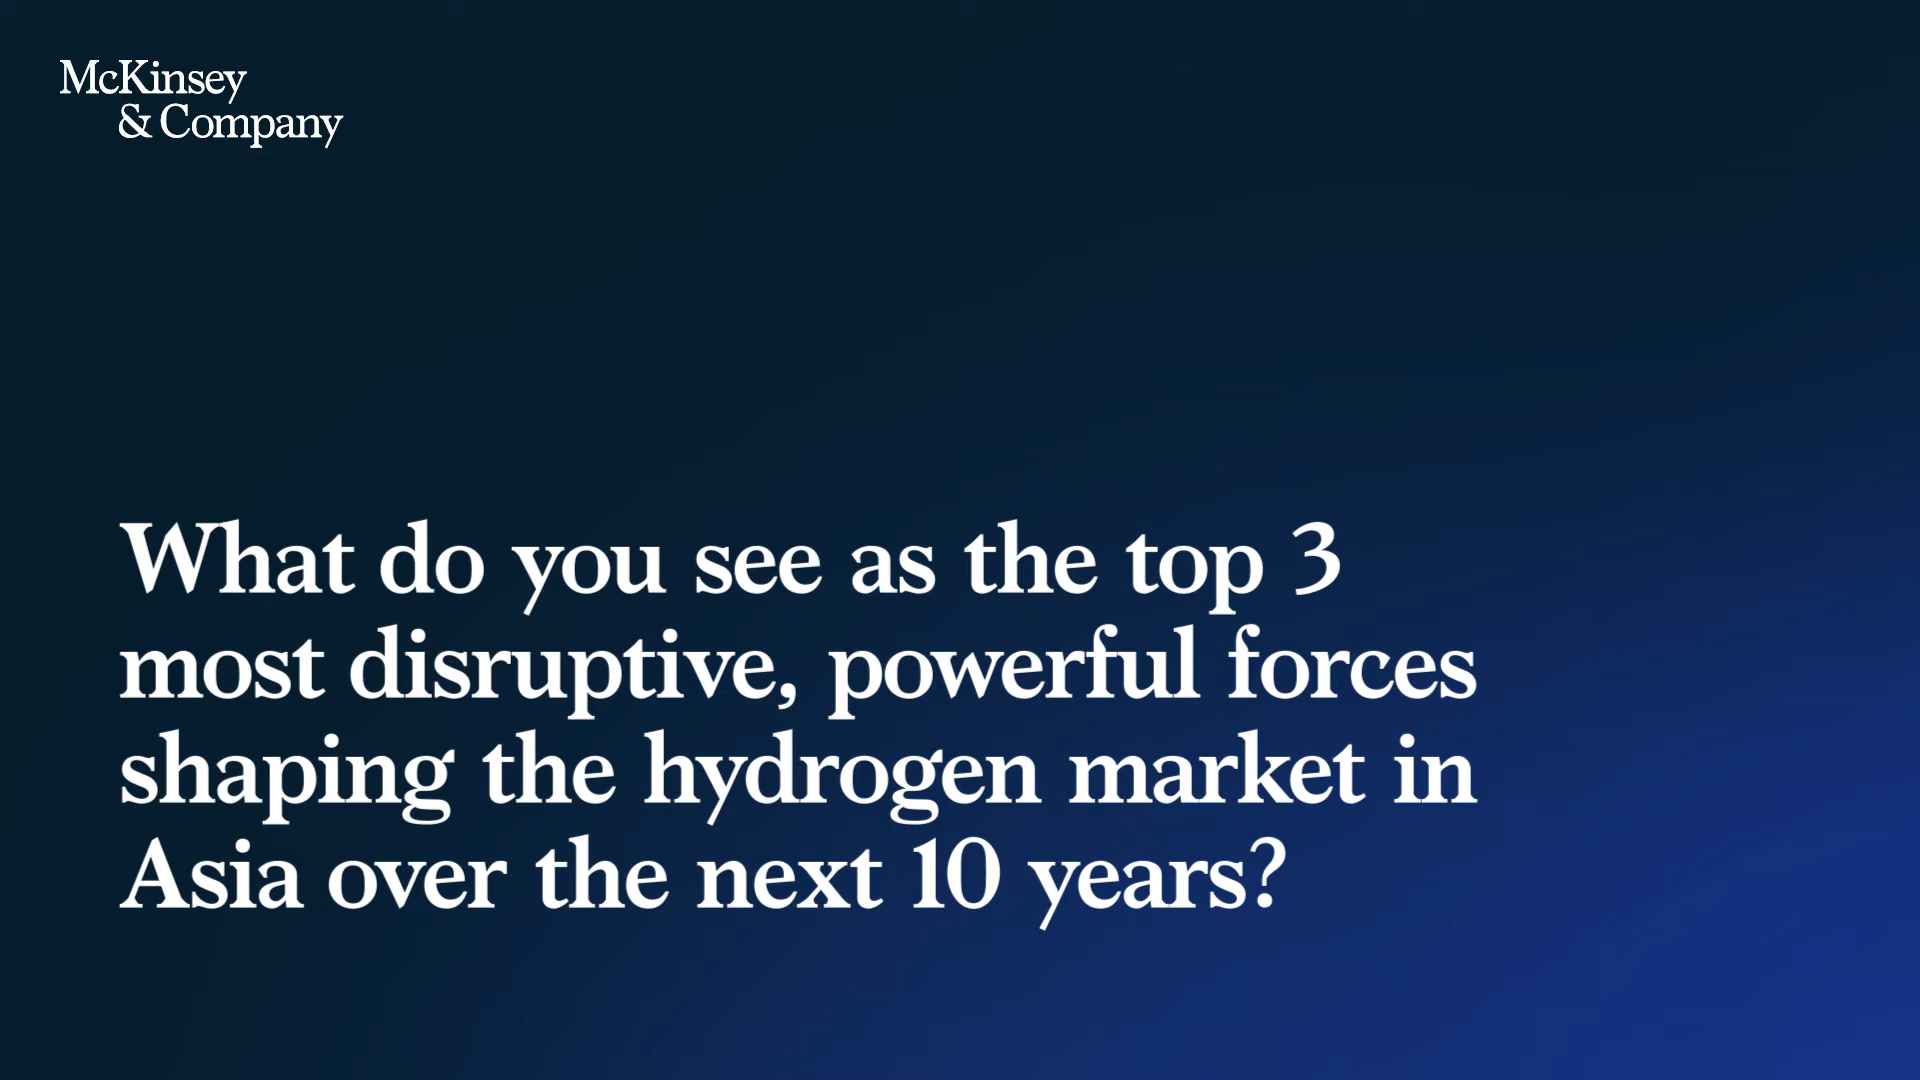 McKinsey
& Company
What do you see as the top 3
most disruptive, powerful forces
shaping the hydrogen market in
Asia over the next 10 years?